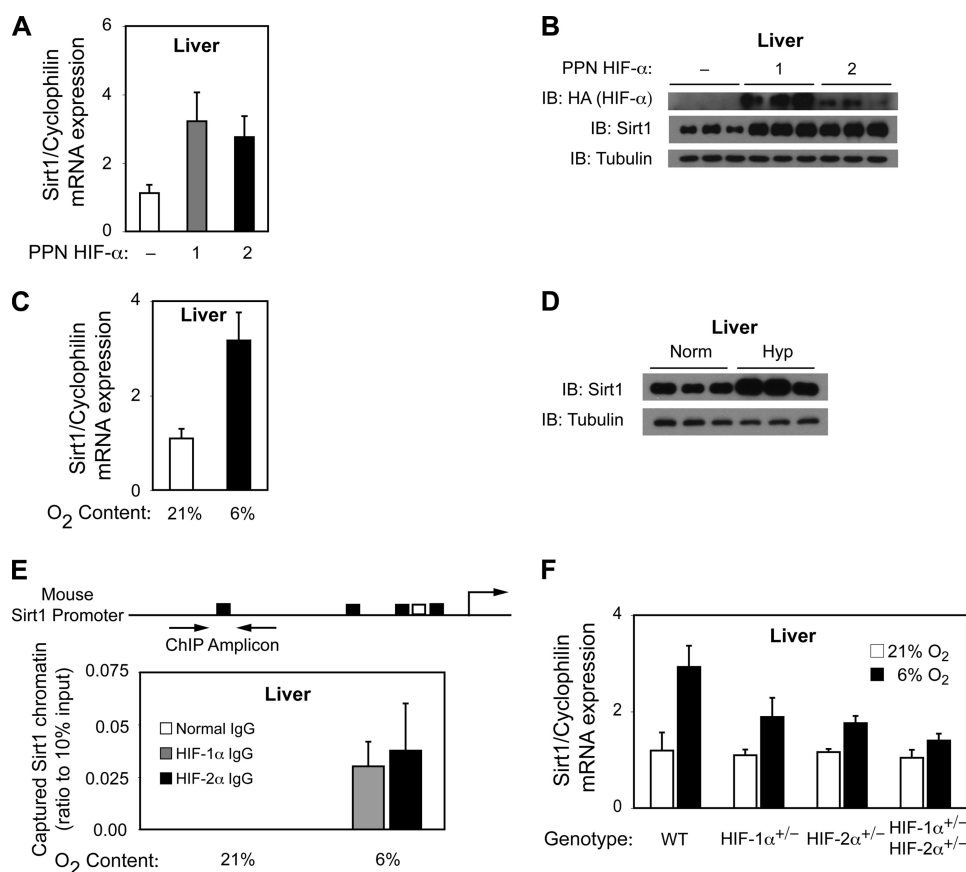 A
Liver
Sirt1/Cyclophilin
mRNA expression
6
4
2
0
PPN HIF-α: – 1 2
B
Liver
PPN HIF-α: – 1 2
IB: HA (HIF-α)
IB: Sirt1
IB: Tubulin
C
Liver
Sirt1/Cyclophilin
mRNA expression
4
2
0
O2 Content: 21% 6%
D
Liver
Norm Hyp
IB: Sirt1
IB: Tubulin
E
Mouse
Sirt1 Promoter
ChIP Amplicon
Captured Sirt1 chromatin
(ratio to 10% input)
0.075
0.05
0.025
0.00
Liver
Normal IgG
HIF-1α IgG
HIF-2α IgG
O2 Content: 21% 6%
F
Liver
Sirt1/Cyclophilin
mRNA expression
4
2
0
21% O2
6% O2
Genotype: WT HIF-1α+/– HIF-2α+/– HIF-1α+/–
HIF-2α+/–